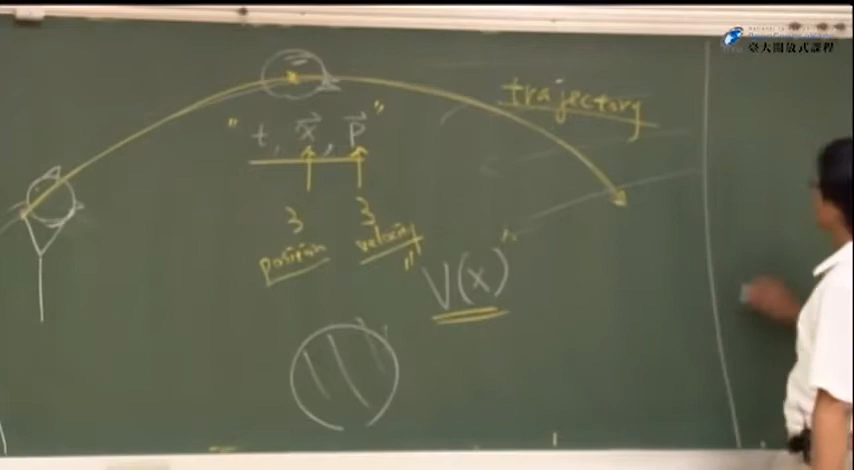 臺大開放式課程
trajectory
" t, x⃗, p⃗ "
3 3
position velocity
" V(x) "